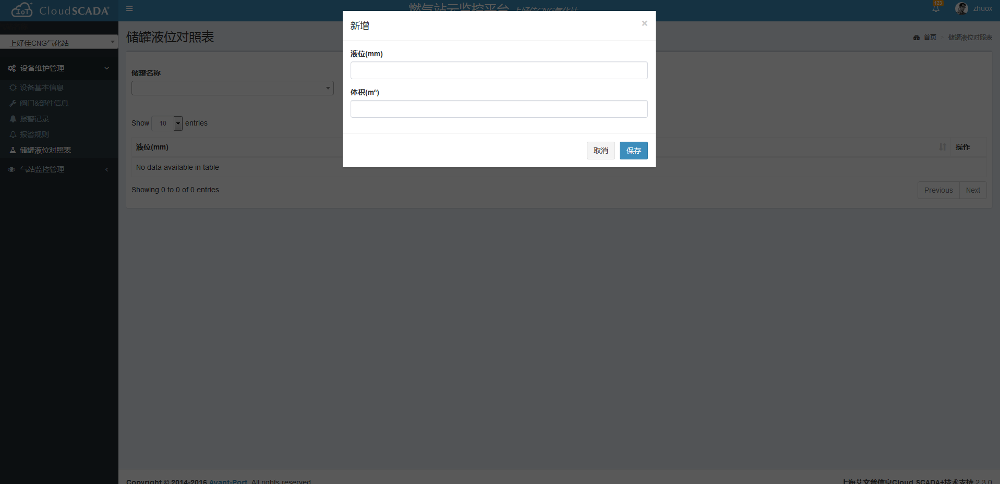 IoT CloudSCADA+
燃气站云监控平台 上好佳CNG气化站
123
zhuox
上好佳CNG气化站
设备维护管理
设备基本信息
阀门&部件信息
报警记录
报警规则
储罐液位对照表
气站监控管理
储罐液位对照表
首页 > 储罐液位对照表
储罐名称
Show 10 entries
液位(mm)
操作
No data available in table
Showing 0 to 0 of 0 entries
Previous Next
新增
×
液位(mm)
体积(m³)
取消 保存
Copyright © 2014-2016 Avant-Port. All rights reserved
上海艾文普信息Cloud SCADA+技术支持 2.3.0